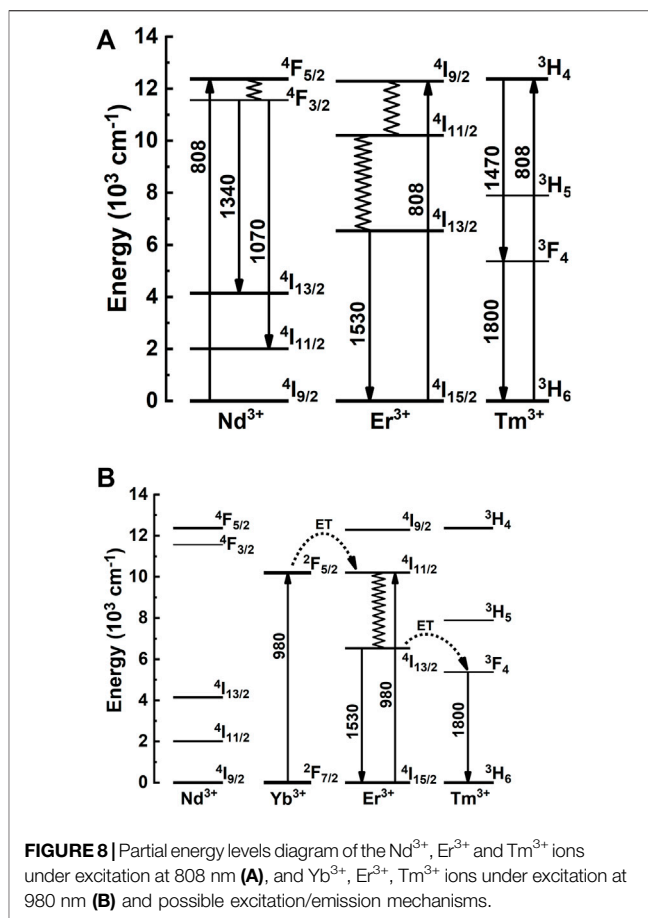 A
Energy (10³ cm⁻¹)
14
12
10
8
6
4
2
0
⁴F₅/₂
⁴F₃/₂
808
1340
1070
⁴I₁₃/₂
⁴I₁₁/₂
⁴I₉/₂
Nd³⁺
⁴I₉/₂
⁴I₁₁/₂
808
⁴I₁₃/₂
1530
⁴I₁₅/₂
Er³⁺
³H₄
1470
808
³H₅
³F₄
1800
³H₆
Tm³⁺
B
Energy (10³ cm⁻¹)
14
12
10
8
6
4
2
0
⁴F₅/₂
⁴F₃/₂
⁴I₁₃/₂
⁴I₁₁/₂
⁴I₉/₂
Nd³⁺
ET
²F₅/₂
980
²F₇/₂
Yb³⁺
⁴I₉/₂
⁴I₁₁/₂
ET
⁴I₁₃/₂
1530
980
⁴I₁₅/₂
Er³⁺
³H₄
³H₅
³F₄
1800
³H₆
Tm³⁺
FIGURE 8 | Partial energy levels diagram of the Nd³⁺, Er³⁺ and Tm³⁺ ions
under excitation at 808 nm (A), and Yb³⁺, Er³⁺, Tm³⁺ ions under excitation at
980 nm (B) and possible excitation/emission mechanisms.